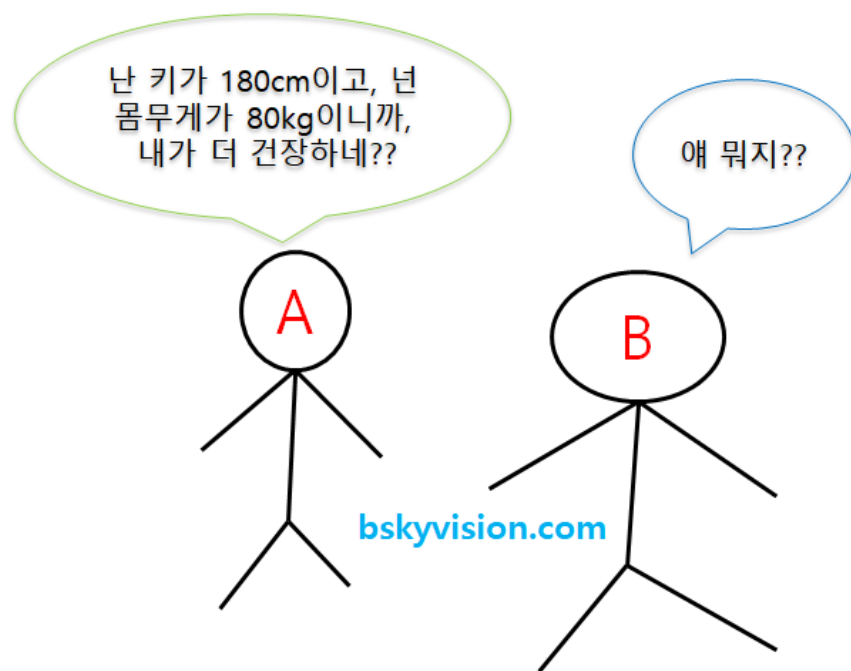 난 키가 180cm이고, 넌
몸무게가 80kg이니까,
내가 더 건장하네??
얘 뭐지??
A
B
bskyvision.com